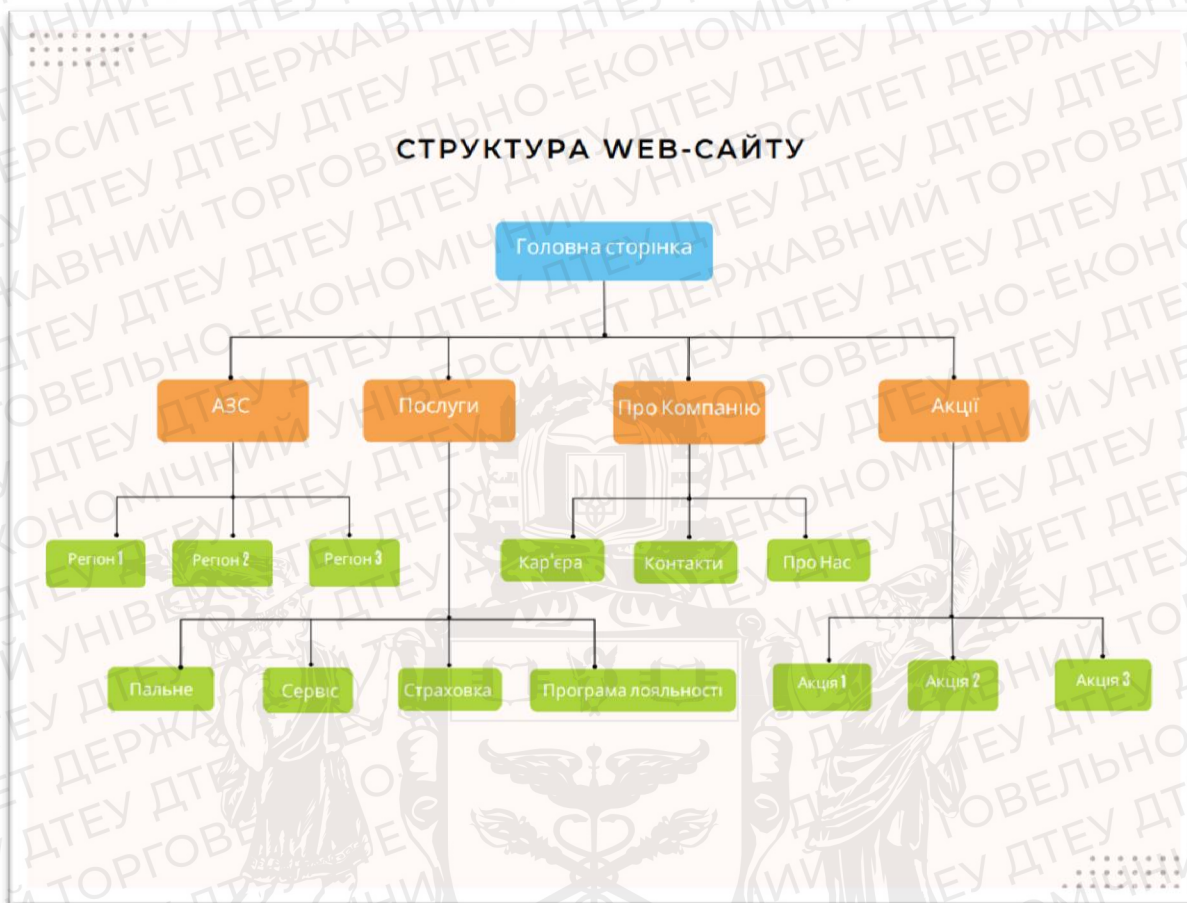 СТРУКТУРА WEB-САЙТУ
Головна сторінка
АЗС
Послуги
Про Компанію
Акції
Регіон 1
Регіон 2
Регіон 3
Кар'єра
Контакти
Про Нас
Пальне
Сервіс
Страховка
Програма лояльності
Акція 1
Акція 2
Акція 3